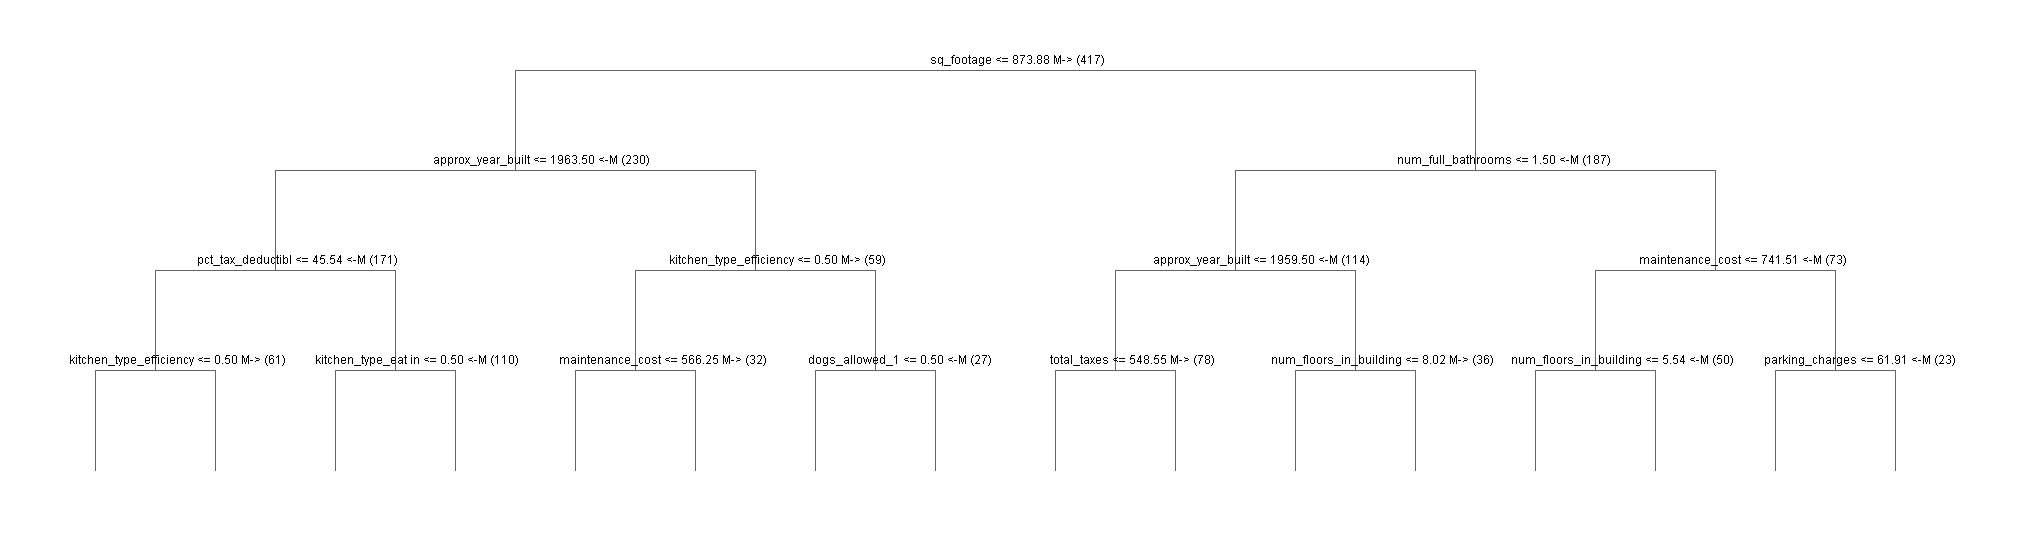 sq_footage <= 873.88 M-> (417)
approx_year_built <= 1963.50 <-M (230)
num_full_bathrooms <= 1.50 <-M (187)
pct_tax_deductibl <= 45.54 <-M (171)
kitchen_type_efficiency <= 0.50 M-> (59)
approx_year_built <= 1959.50 <-M (114)
maintenance_cost <= 741.51 <-M (73)
kitchen_type_efficiency <= 0.50 M-> (61)
kitchen_type_eat in <= 0.50 <-M (110)
maintenance_cost <= 566.25 M-> (32)
dogs_allowed_1 <= 0.50 <-M (27)
total_taxes <= 548.55 M-> (78)
num_floors_in_building <= 8.02 M-> (36)
num_floors_in_building <= 5.54 <-M (50)
parking_charges <= 61.91 <-M (23)